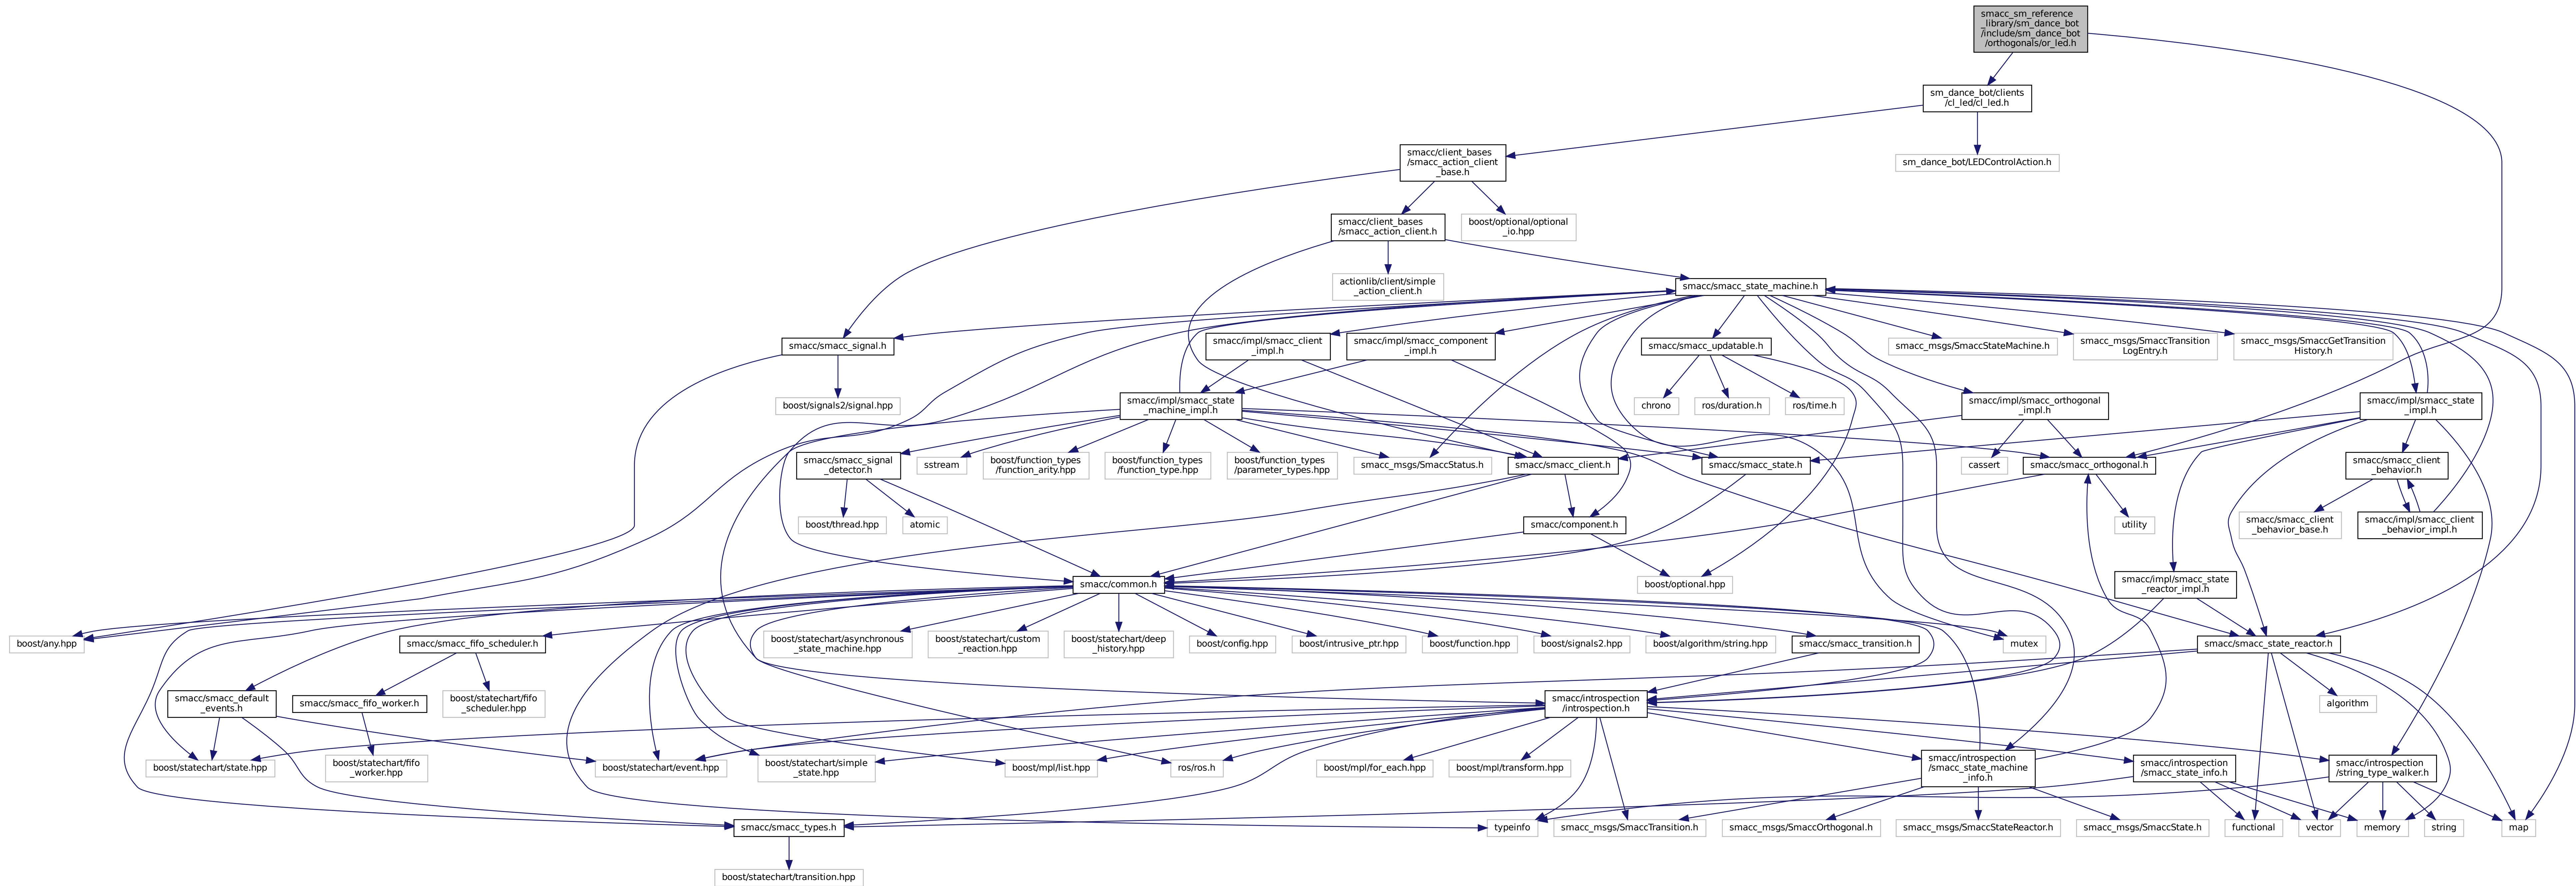 smacc_sm_reference
_library/sm_dance_bot
/include/sm_dance_bot
/orthogonals/or_led.h
sm_dance_bot/clients
/cl_led/cl_led.h
smacc/client_bases
/smacc_action_client
_base.h
sm_dance_bot/LEDControlAction.h
smacc/client_bases
/smacc_action_client.h
boost/optional/optional
_io.hpp
actionlib/client/simple
_action_client.h
smacc/smacc_state_machine.h
smacc/smacc_signal.h
smacc/impl/smacc_client
_impl.h
smacc/impl/smacc_component
_impl.h
smacc/smacc_updatable.h
smacc_msgs/SmaccStateMachine.h
smacc_msgs/SmaccTransition
LogEntry.h
smacc_msgs/SmaccGetTransition
History.h
boost/signals2/signal.hpp
smacc/impl/smacc_state
_machine_impl.h
chrono
ros/duration.h
ros/time.h
smacc/impl/smacc_orthogonal
_impl.h
smacc/impl/smacc_state
_impl.h
smacc/smacc_signal
_detector.h
sstream
boost/function_types
/function_arity.hpp
boost/function_types
/function_type.hpp
boost/function_types
/parameter_types.hpp
smacc_msgs/SmaccStatus.h
smacc/smacc_client.h
smacc/smacc_state.h
cassert
smacc/smacc_orthogonal.h
smacc/smacc_client
_behavior.h
boost/thread.hpp
atomic
smacc/component.h
utility
smacc/smacc_client
_behavior_base.h
smacc/impl/smacc_client
_behavior_impl.h
smacc/common.h
boost/optional.hpp
smacc/impl/smacc_state
_reactor_impl.h
boost/any.hpp
smacc/smacc_fifo_scheduler.h
boost/statechart/asynchronous
_state_machine.hpp
boost/statechart/custom
_reaction.hpp
boost/statechart/deep
_history.hpp
boost/config.hpp
boost/intrusive_ptr.hpp
boost/function.hpp
boost/signals2.hpp
boost/algorithm/string.hpp
smacc/smacc_transition.h
mutex
smacc/smacc_state_reactor.h
smacc/smacc_default
_events.h
smacc/smacc_fifo_worker.h
boost/statechart/fifo
_scheduler.hpp
smacc/introspection
/introspection.h
algorithm
boost/statechart/state.hpp
boost/statechart/fifo
_worker.hpp
boost/statechart/event.hpp
boost/statechart/simple
_state.hpp
boost/mpl/list.hpp
ros/ros.h
boost/mpl/for_each.hpp
boost/mpl/transform.hpp
smacc/introspection
/smacc_state_machine
_info.h
smacc/introspection
/smacc_state_info.h
smacc/introspection
/string_type_walker.h
smacc/smacc_types.h
typeinfo
smacc_msgs/SmaccTransition.h
smacc_msgs/SmaccOrthogonal.h
smacc_msgs/SmaccStateReactor.h
smacc_msgs/SmaccState.h
functional
vector
memory
string
map
boost/statechart/transition.hpp